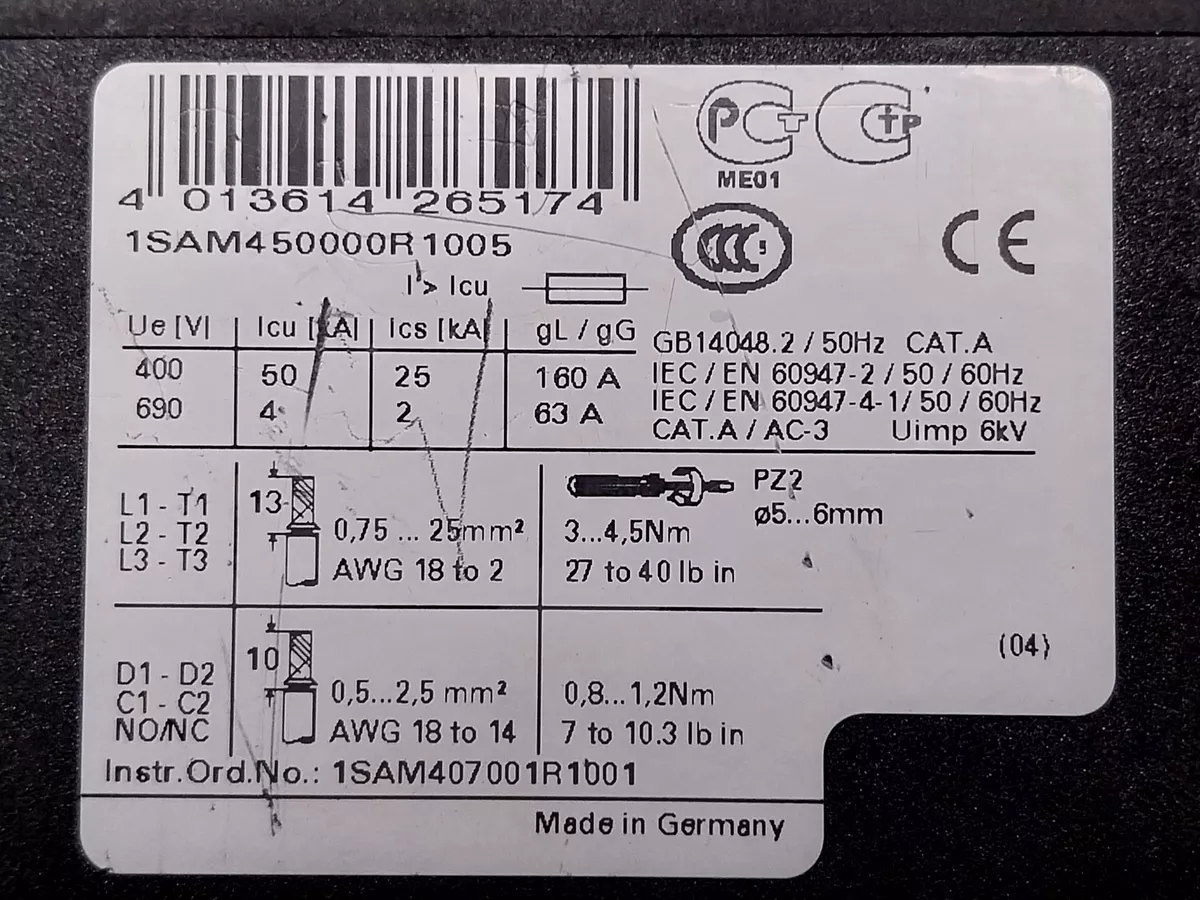 4 013614 265174
1SAM450000R1005
PCT CTP
ME01
CCC S
CE
I > Icu
Ue [V] Icu [kA] Ics [kA] gL / gG
400 50 25 160 A
690 4 2 63 A
GB14048.2 / 50Hz CAT.A
IEC / EN 60947-2 / 50 / 60Hz
IEC / EN 60947-4-1 / 50 / 60Hz
CAT.A / AC-3 Uimp 6kV
L1 - T1
L2 - T2
L3 - T3
13
0,75 ... 25mm²
AWG 18 to 2
PZ2
ø5...6mm
3...4,5Nm
27 to 40 lb in
D1 - D2
C1 - C2
NO/NC
10
0,5...2,5 mm²
AWG 18 to 14
0,8...1,2Nm
7 to 10.3 lb in
(04)
Instr.Ord.No.: 1SAM407001R1001
Made in Germany